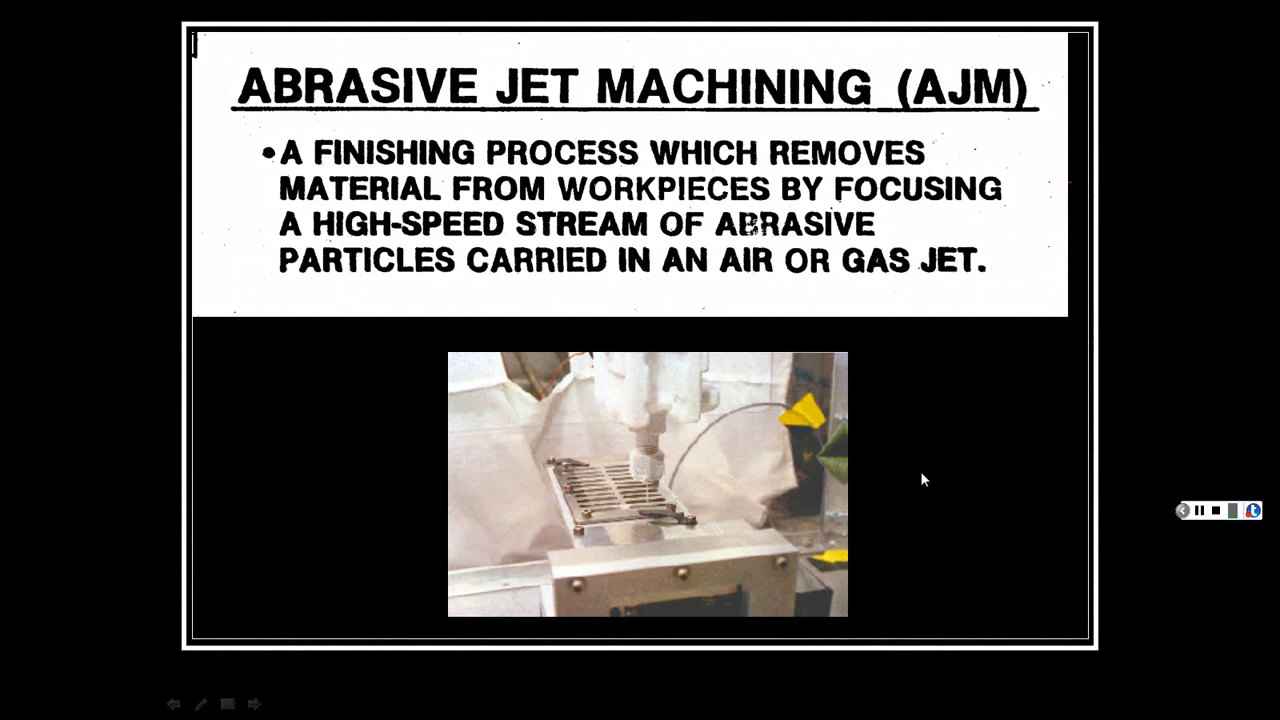 ABRASIVE JET MACHINING (AJM)
• A FINISHING PROCESS WHICH REMOVES
MATERIAL FROM WORKPIECES BY FOCUSING
A HIGH-SPEED STREAM OF ABRASIVE
PARTICLES CARRIED IN AN AIR OR GAS JET.